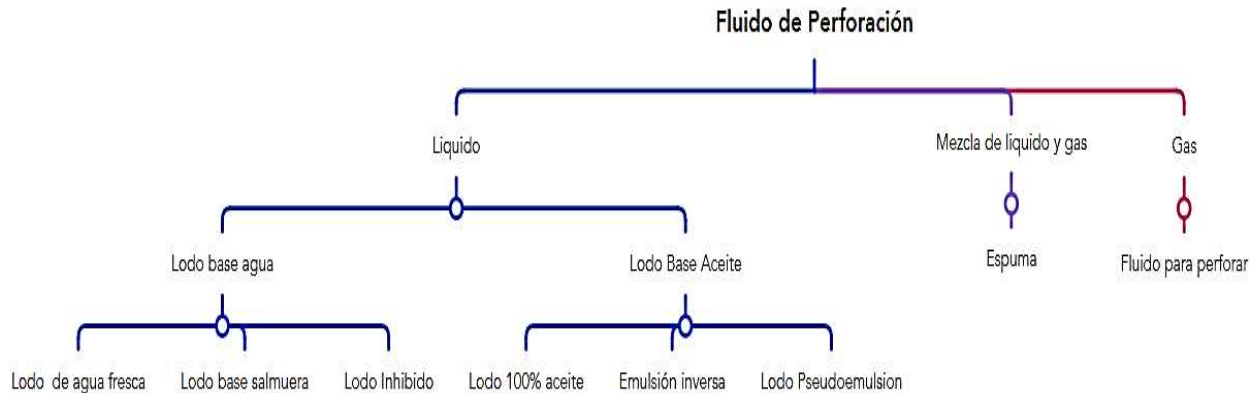 Fluido de Perforación
Liquido
Mezcla de liquido y gas
Gas
Lodo base agua
Lodo Base Aceite
Espuma
Fluido para perforar
Lodo de agua fresca
Lodo base salmuera
Lodo Inhibido
Lodo 100% aceite
Emulsión inversa
Lodo Pseudoemulsion